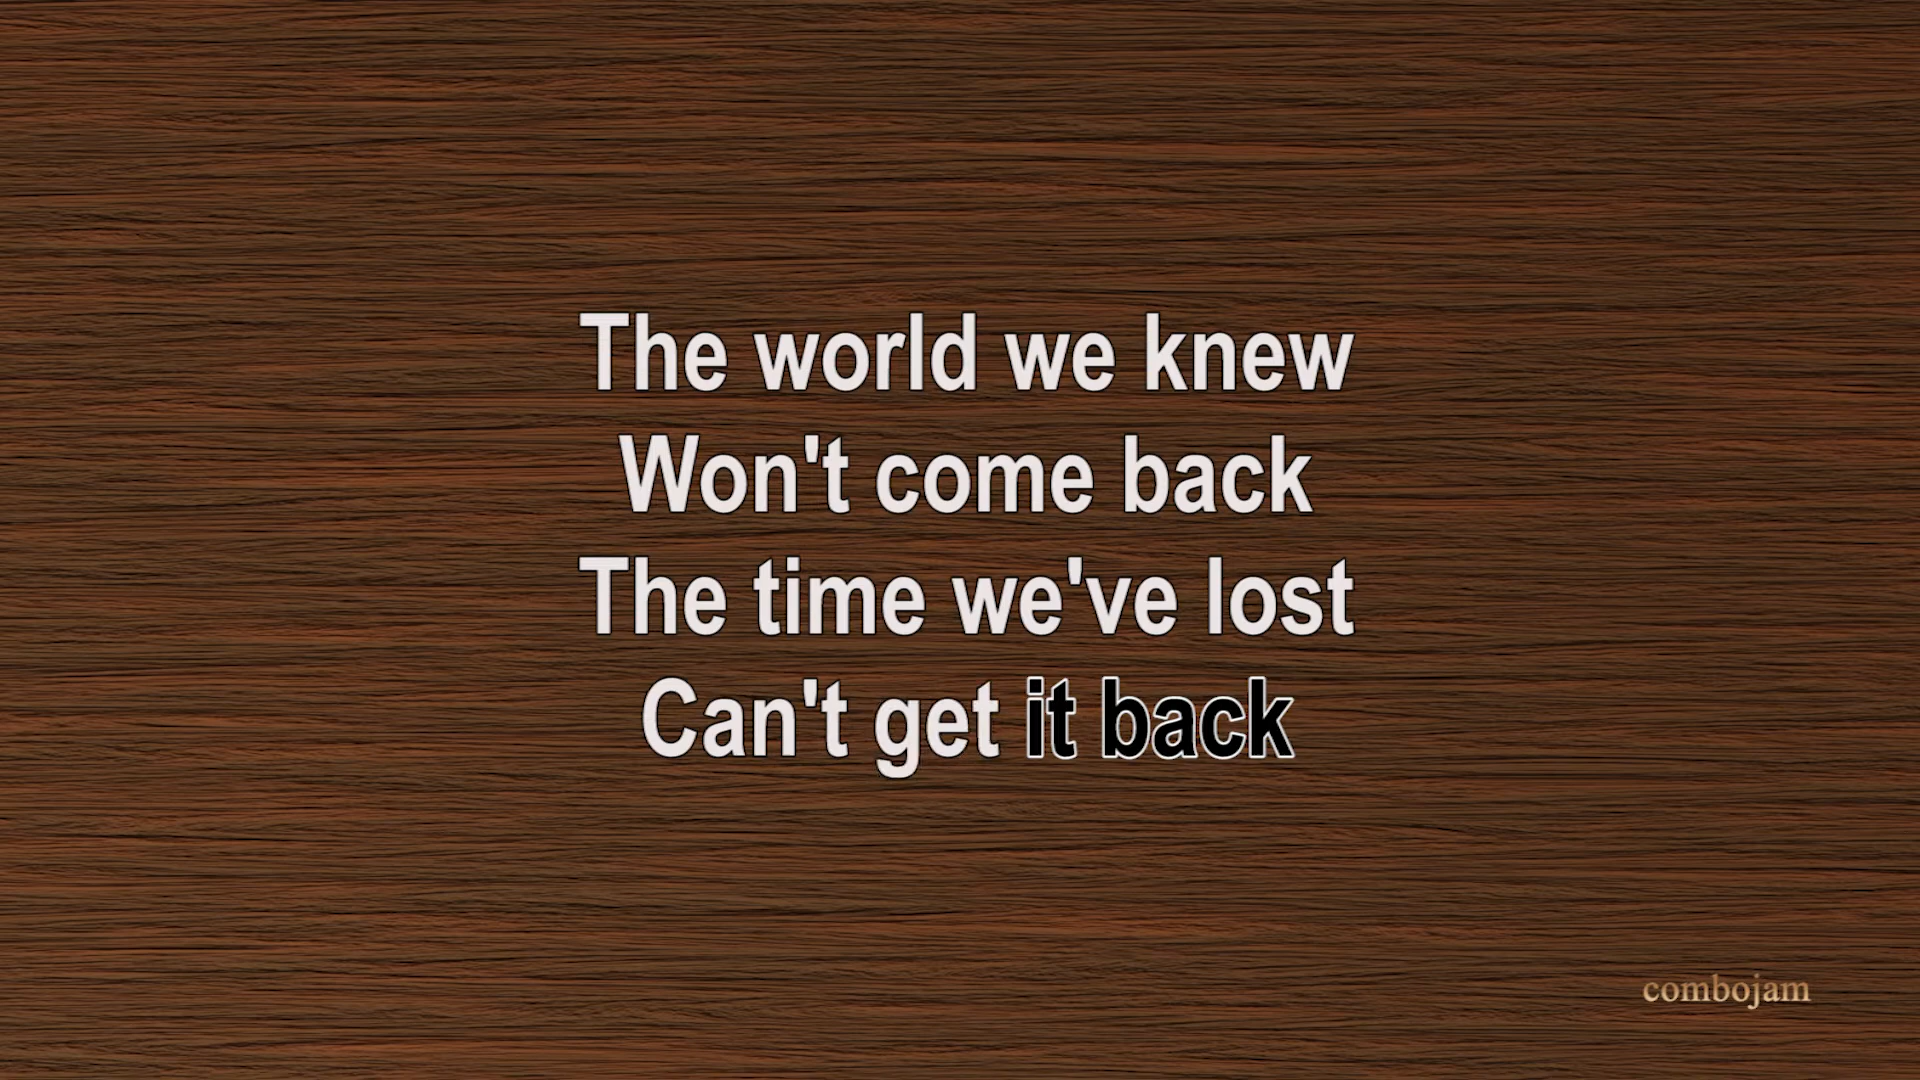 The world we knew
Won't come back
The time we've lost
Can't get it back
combojam